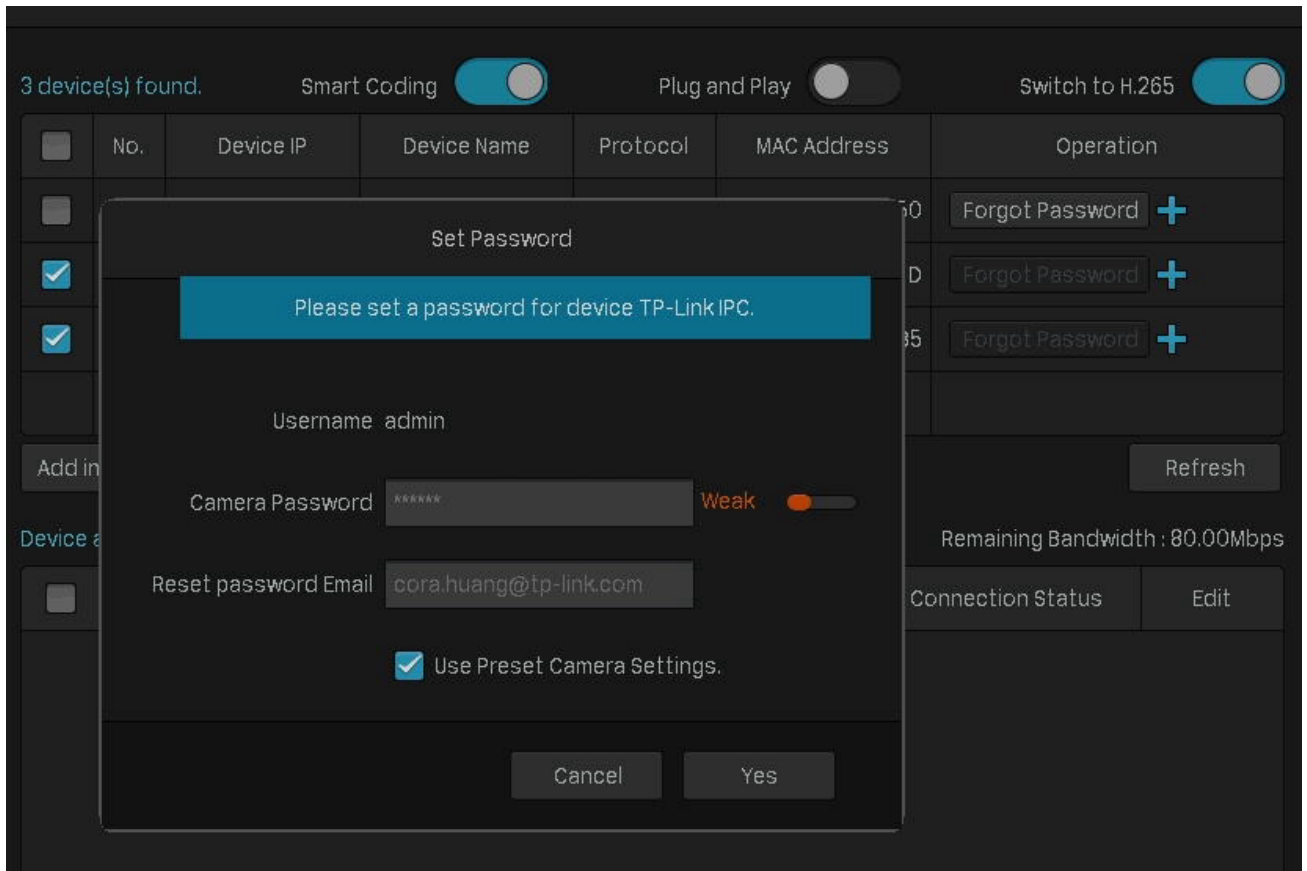 3 device(s) found. Smart Coding Plug and Play Switch to H.265
No. Device IP Device Name Protocol MAC Address Operation
50 Forgot Password
Set Password
D Forgot Password
Please set a password for device TP-Link IPC.
35 Forgot Password
Username admin
Add in Refresh
Camera Password ****** Weak
Device a Remaining Bandwidth : 80.00Mbps
Reset password Email cora.huang@tp-link.com
Connection Status Edit
Use Preset Camera Settings.
Cancel Yes